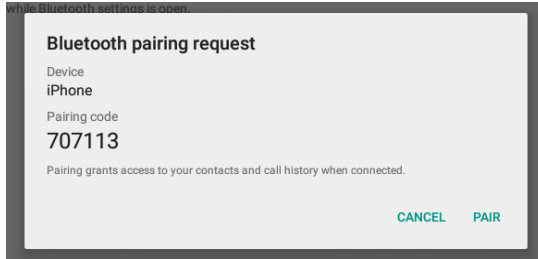 while Bluetooth settings is open.
Bluetooth pairing request
Device
iPhone
Pairing code
707113
Pairing grants access to your contacts and call history when connected.
CANCEL PAIR